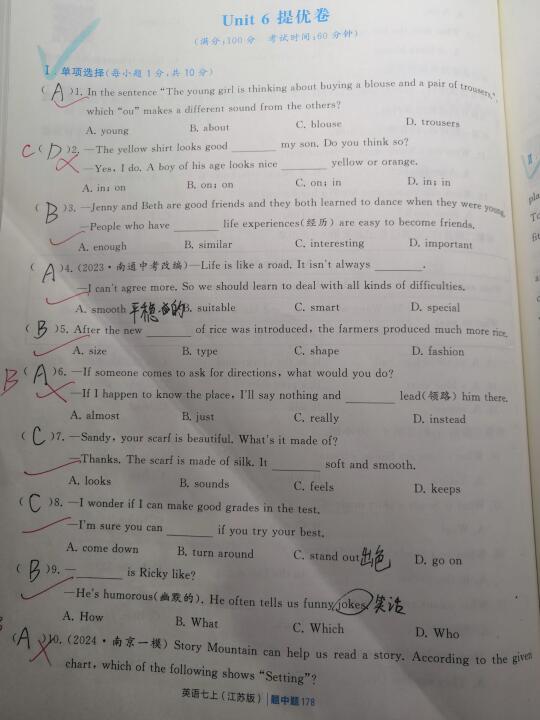 Unit 6 提优卷
(满分:100分 考试时间:60分钟)
Ⅰ.单项选择(每小题1分,共10分)
( A )1. In the sentence "The young girl is thinking about buying a blouse and a pair of trousers.",
which "ou" makes a different sound from the others?
A. young B. about C. blouse D. trousers
C ( D )2. —The yellow shirt looks good ________ my son. Do you think so?
—Yes, I do. A boy of his age looks nice ________ yellow or orange.
A. in; on B. on; on C. on; in D. in; in
( B )3. —Jenny and Beth are good friends and they both learned to dance when they were young.
—People who have ________ life experiences(经历) are easy to become friends.
A. enough B. similar C. interesting D. important
( A )4. (2023·南通中考改编)—Life is like a road. It isn't always ________.
—I can't agree more. So we should learn to deal with all kinds of difficulties.
A. smooth 平稳的 B. suitable C. smart D. special
( B )5. After the new ________ of rice was introduced, the farmers produced much more rice.
A. size B. type C. shape D. fashion
B ( A )6. —If someone comes to ask for directions, what would you do?
—If I happen to know the place, I'll say nothing and ________ lead(领路) him there.
A. almost B. just C. really D. instead
( C )7. —Sandy, your scarf is beautiful. What's it made of?
—Thanks. The scarf is made of silk. It ________ soft and smooth.
A. looks B. sounds C. feels D. keeps
( C )8. —I wonder if I can make good grades in the test.
—I'm sure you can ________ if you try your best.
A. come down B. turn around C. stand out 出色 D. go on
( B )9. —________ is Ricky like?
—He's humorous(幽默的). He often tells us funny jokes. 笑话
A. How B. What C. Which D. Who
( A )10. (2024·南京一模) Story Mountain can help us read a story. According to the given
chart, which of the following shows "Setting"?
英语七上(江苏版) 题中题 178